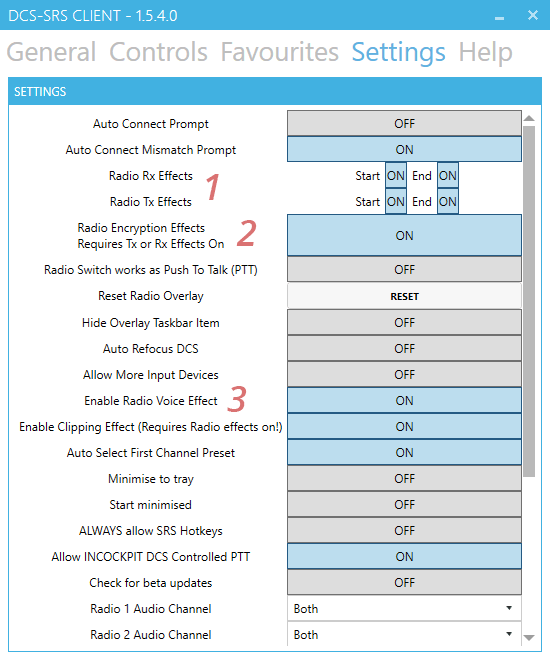 DCS-SRS CLIENT - 1.5.4.0
General Controls Favourites Settings Help
SETTINGS
Auto Connect Prompt OFF
Auto Connect Mismatch Prompt ON
Radio Rx Effects Start ON End ON
1
Radio Tx Effects Start ON End ON
Radio Encryption Effects
Requires Tx or Rx Effects On 2 ON
Radio Switch works as Push To Talk (PTT) OFF
Reset Radio Overlay RESET
Hide Overlay Taskbar Item OFF
Auto Refocus DCS OFF
Allow More Input Devices OFF
Enable Radio Voice Effect 3 ON
Enable Clipping Effect (Requires Radio effects on!) ON
Auto Select First Channel Preset ON
Minimise to tray OFF
Start minimised OFF
ALWAYS allow SRS Hotkeys OFF
Allow INCOCKPIT DCS Controlled PTT ON
Check for beta updates OFF
Radio 1 Audio Channel Both
Radio 2 Audio Channel Both